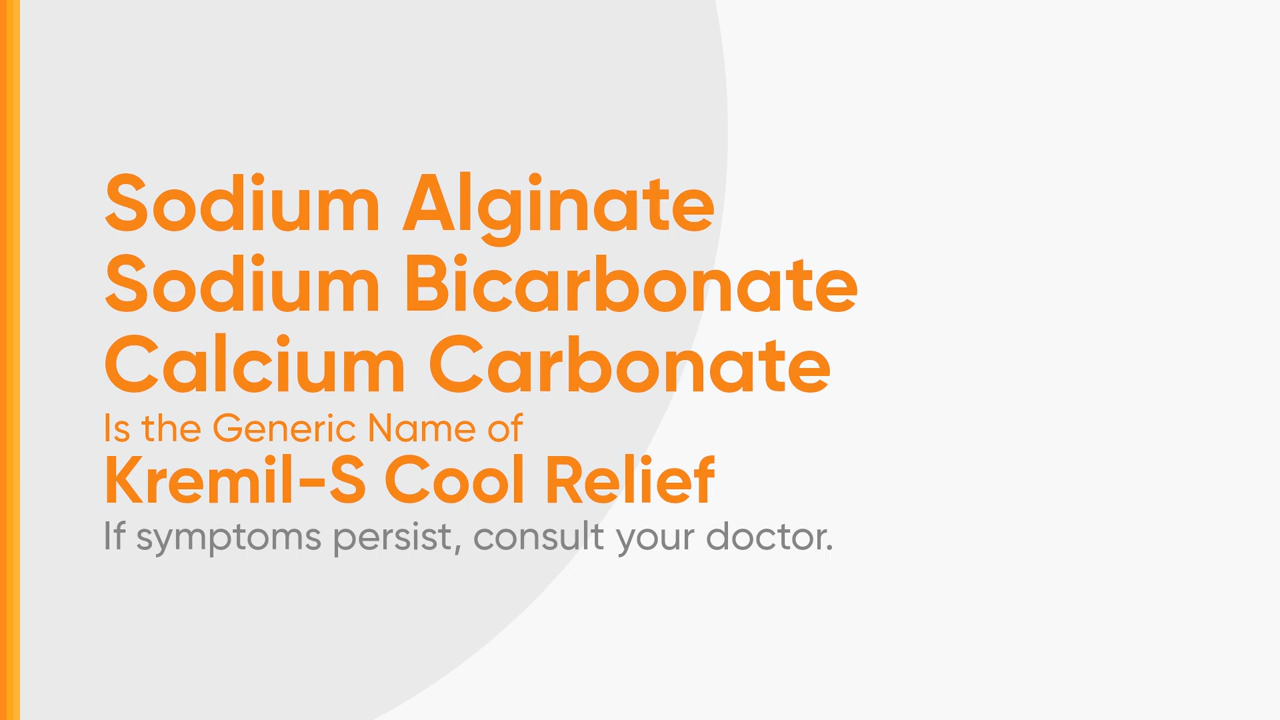 Sodium Alginate
Sodium Bicarbonate
Calcium Carbonate
Is the Generic Name of
Kremil-S Cool Relief
If symptoms persist, consult your doctor.